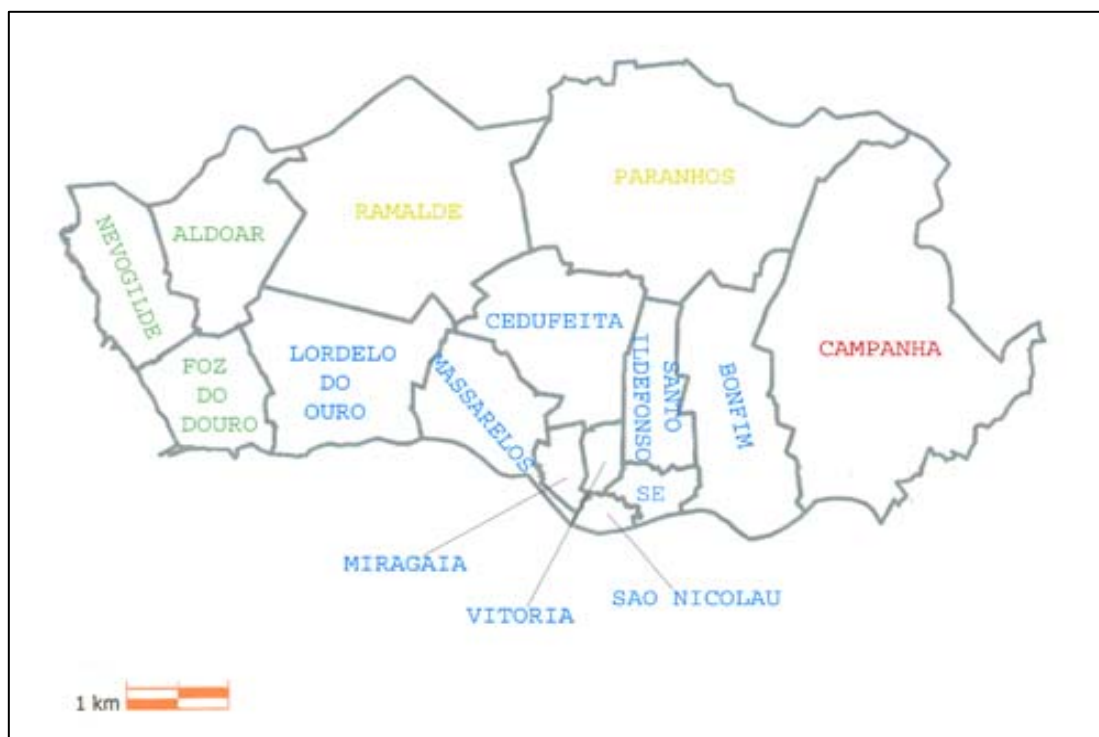 PARANHOS
RAMALDE
ALDOAR
NEVOGILDE
CEDUFEITA
CAMPANHA
LORDELO
DO
OURO
FOZ
DO
DOURO
MASSARELOS
SANTO
ILDEFONSO
BONFIM
SE
MIRAGAIA
VITORIA
SAO NICOLAU
1 km